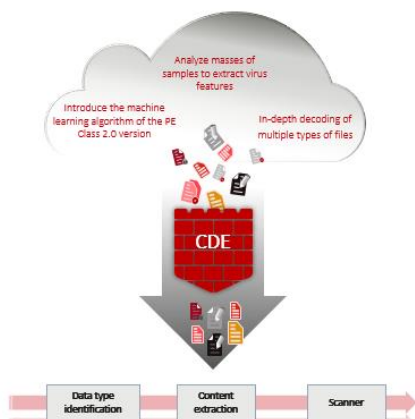 Analyze masses of
samples to extract virus
features
Introduce the machine
learning algorithm of the PE
Class 2.0 version
In-depth decoding of
multiple types of files
CDE
Data type
identification
Content
extraction
Scanner